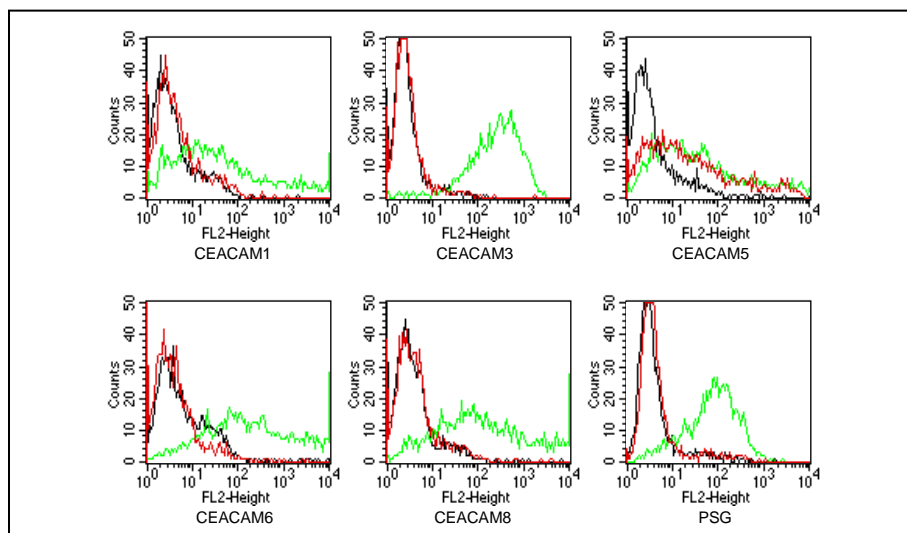 50 50 50
40 40 40
Counts Counts Counts
30 30 30
20 20 20
10 10 10
0 0 0
10^0 10^1 10^2 10^3 10^4 10^0 10^1 10^2 10^3 10^4 10^0 10^1 10^2 10^3 10^4
FL2-Height FL2-Height FL2-Height
CEACAM1 CEACAM3 CEACAM5
50 50 50
40 40 40
Counts Counts Counts
30 30 30
20 20 20
10 10 10
0 0 0
10^0 10^1 10^2 10^3 10^4 10^0 10^1 10^2 10^3 10^4 10^0 10^1 10^2 10^3 10^4
FL2-Height FL2-Height FL2-Height
CEACAM6 CEACAM8 PSG